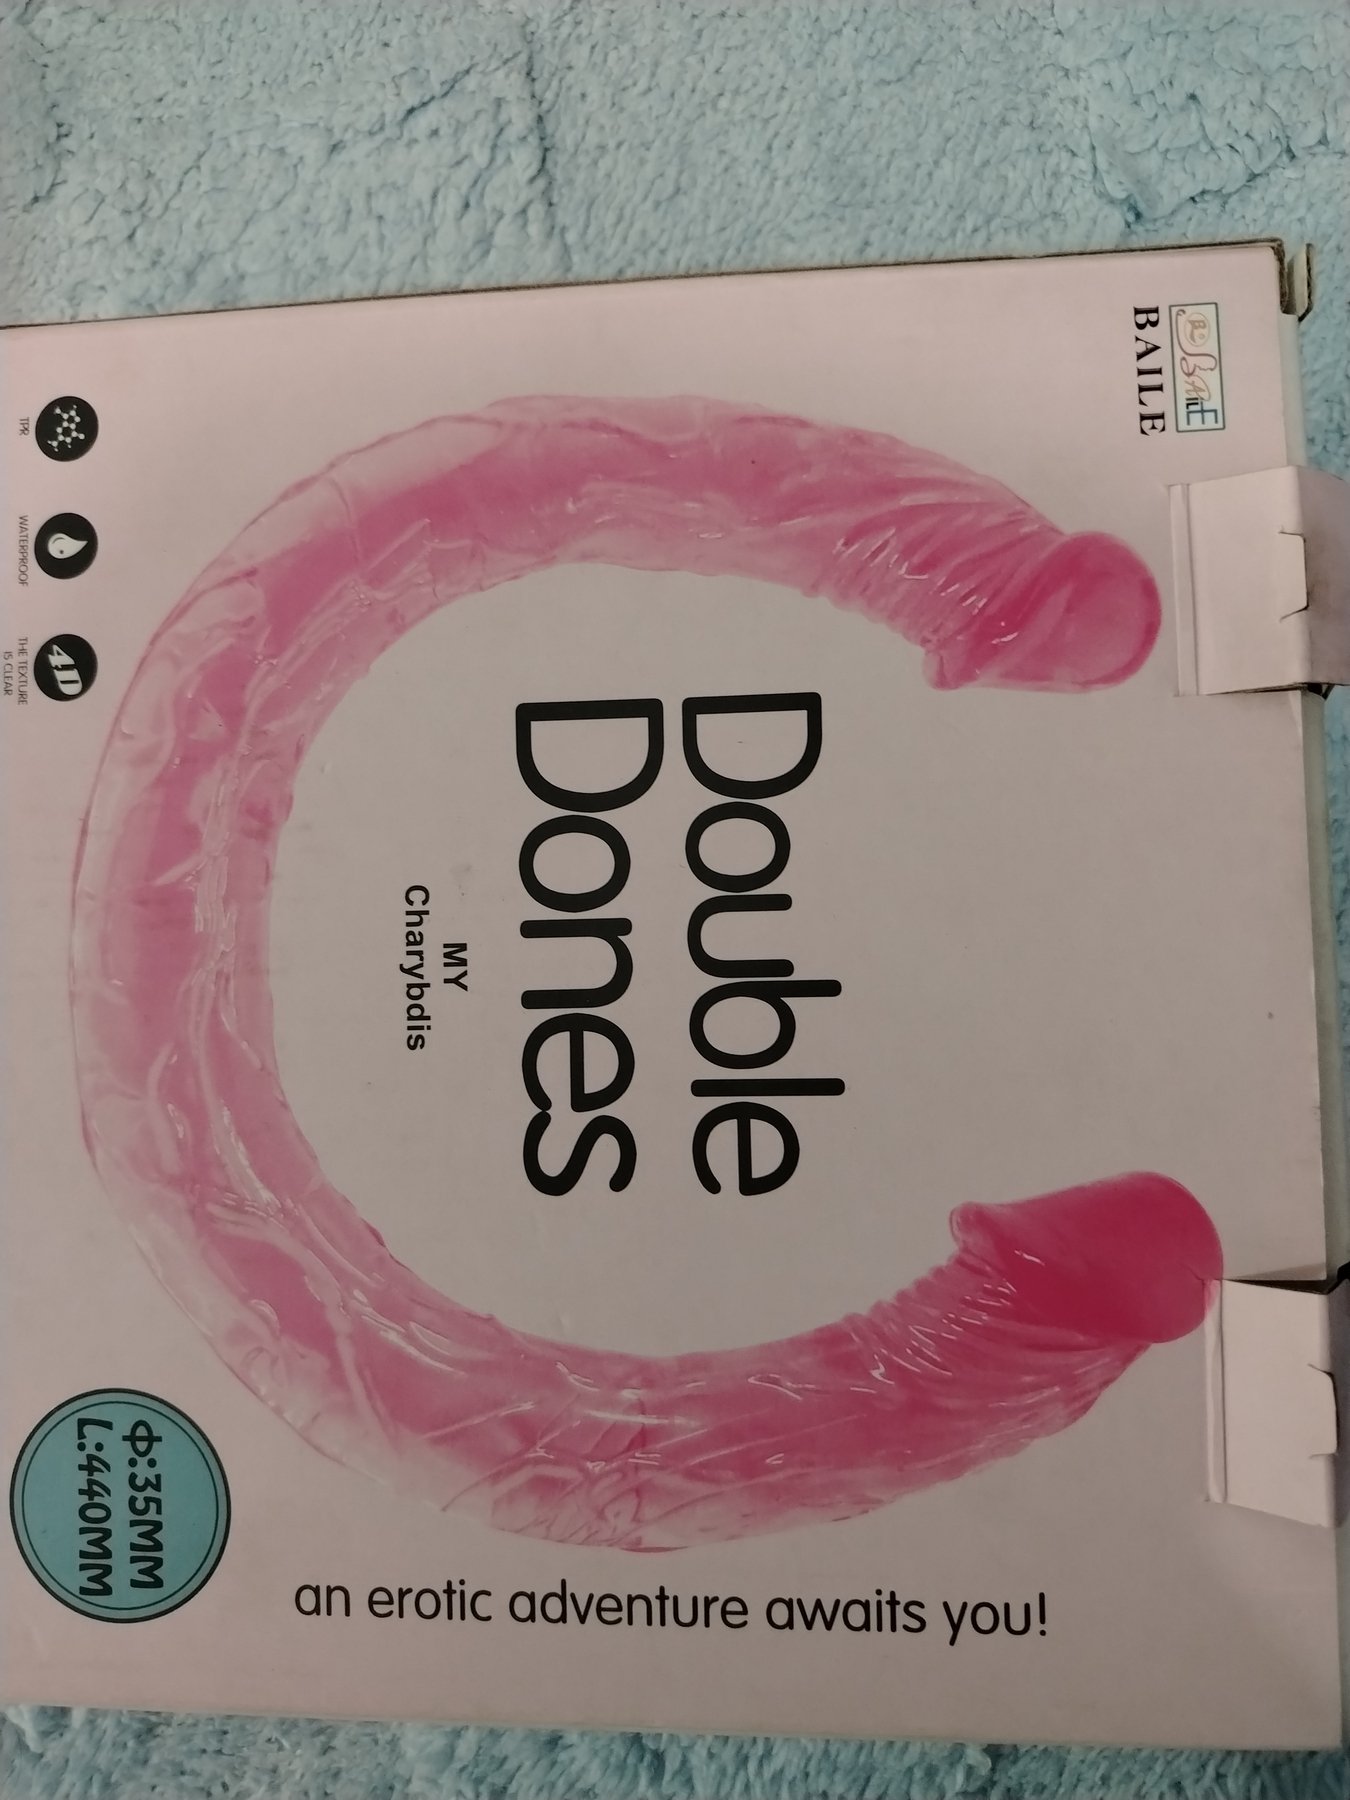 BAILE
BAILE
Double
Dones
MY
Charybdis
TPR
WATERPROOF
4D
THE TEXTURE
IS CLEAR
Φ:35MM
L:440MM
an erotic adventure awaits you!